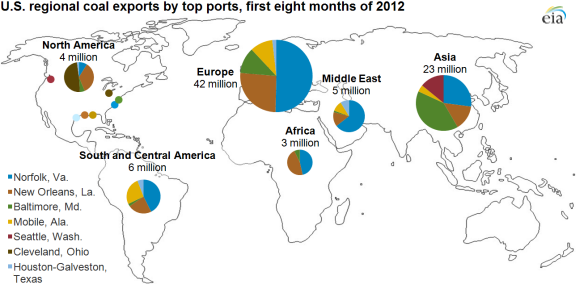 U.S. regional coal exports by top ports, first eight months of 2012
eia
North America
4 million
Europe
42 million
Middle East
5 million
Asia
23 million
Africa
3 million
South and Central America
6 million
Norfolk, Va.
New Orleans, La.
Baltimore, Md.
Mobile, Ala.
Seattle, Wash.
Cleveland, Ohio
Houston-Galveston,
Texas